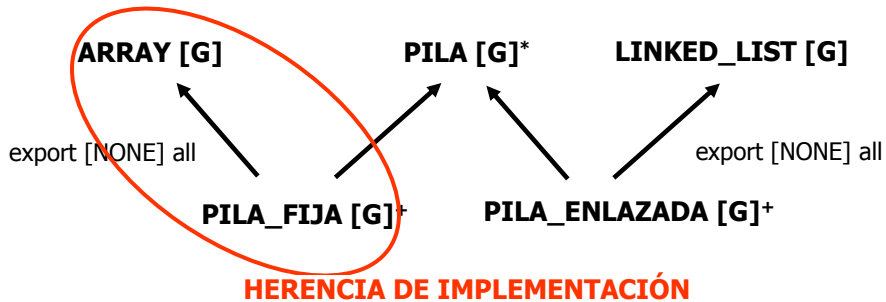 ARRAY [G] PILA [G]* LINKED_LIST [G]
export [NONE] all export [NONE] all
PILA_FIJA [G]+ PILA_ENLAZADA [G]+
HERENCIA DE IMPLEMENTACIÓN